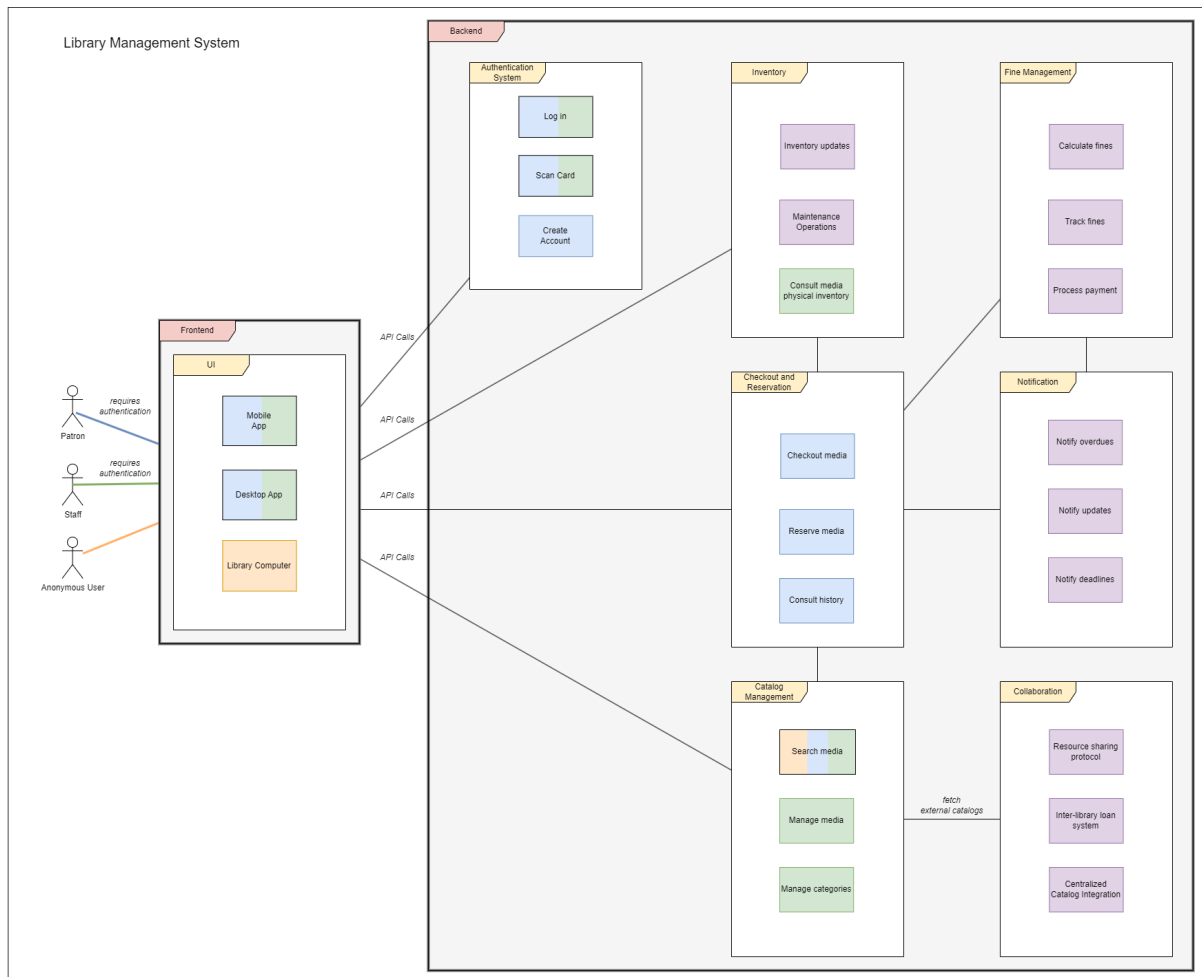 Library Management System
Backend
Authentication
System
Log in
Scan Card
Create
Account
Inventory
Inventory updates
Maintenance
Operations
Consult media
physical inventory
Fine Management
Calculate fines
Track fines
Process payment
API Calls
API Calls
API Calls
API Calls
Frontend
UI
Mobile
App
Desktop App
Library Computer
requires
authentication
Patron
requires
authentication
Staff
Anonymous User
Checkout and
Reservation
Checkout media
Reserve media
Consult history
Notification
Notify overdues
Notify updates
Notify deadlines
Catalog
Management
Search media
Manage media
Manage categories
fetch
external catalogs
Collaboration
Resource sharing
protocol
Inter-library loan
system
Centralized
Catalog Integration